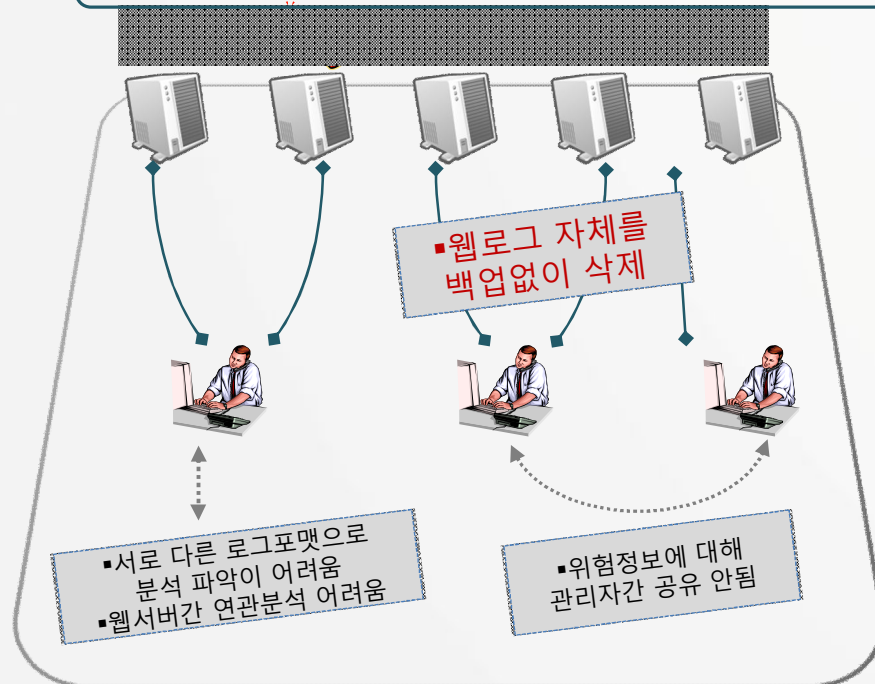 ▪웹로그 자체를
백업없이 삭제
▪서로 다른 로그포맷으로
분석 파악이 어려움
▪웹서버간 연관분석 어려움
▪위험정보에 대해
관리자간 공유 안됨